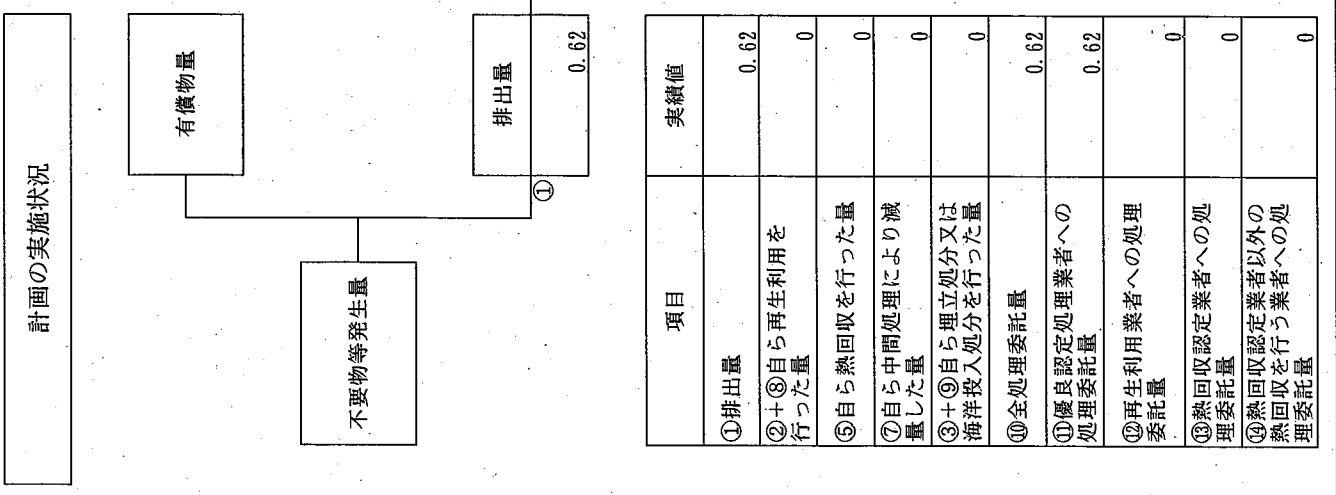 計画の実施状況
有償物量
不要物等発生量
排出量
①
0.62
項目
実績値
①排出量
0.62
②+⑧自ら再生利用を
行った量
0
⑤自ら熱回収を行った量
0
⑦自ら中間処理により減
量した量
0
③+⑨自ら埋立処分又は
海洋投入処分を行った量
0
⑩全処理委託量
0.62
⑪優良認定処理業者への
処理委託量
0.62
⑫再生利用業者への処理
委託量
0
⑬熱回収認定業者への処
理委託量
0
⑭熱回収認定業者以外の
熱回収を行う業者への処
理委託量
0